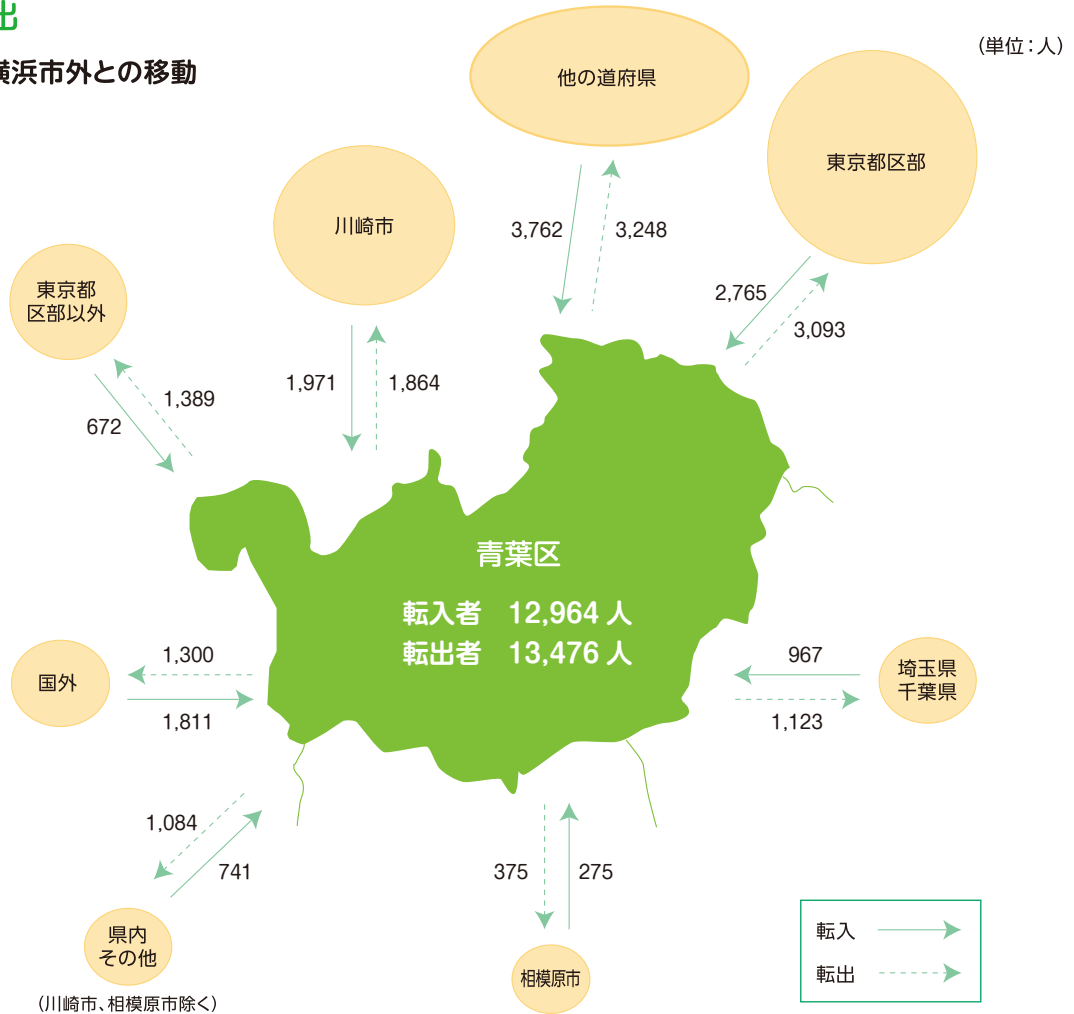 出
横浜市外との移動
(単位:人)
他の道府県
東京都区部
川崎市
東京都
区部以外
3,762
3,248
2,765
3,093
1,971
1,864
1,389
672
青葉区
転入者 12,964 人
転出者 13,476 人
1,300
国外
1,811
967
埼玉県
千葉県
1,123
1,084
741
375
275
県内
その他
(川崎市、相模原市除く)
相模原市
転入
転出